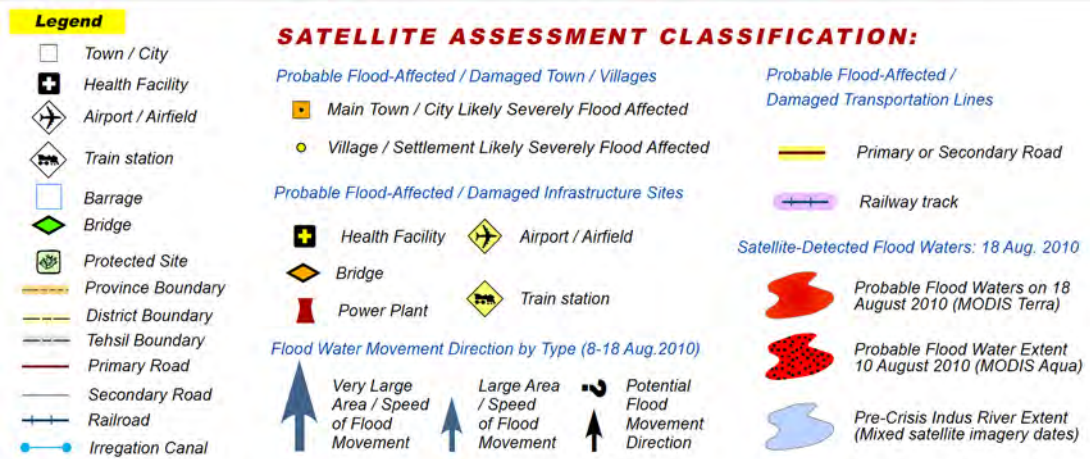 Legend
Town / City
Health Facility
Airport / Airfield
Train station
Barrage
Bridge
Protected Site
Province Boundary
District Boundary
Tehsil Boundary
Primary Road
Secondary Road
Railroad
Irregation Canal
SATELLITE ASSESSMENT CLASSIFICATION:
Probable Flood-Affected / Damaged Town / Villages
Main Town / City Likely Severely Flood Affected
Village / Settlement Likely Severely Flood Affected
Probable Flood-Affected / Damaged Infrastructure Sites
Health Facility
Airport / Airfield
Bridge
Train station
Power Plant
Flood Water Movement Direction by Type (8-18 Aug.2010)
Very Large
Area / Speed
of Flood
Movement
Large Area
/ Speed
of Flood
Movement
?
Potential
Flood
Movement
Direction
Probable Flood-Affected /
Damaged Transportation Lines
Primary or Secondary Road
Railway track
Satellite-Detected Flood Waters: 18 Aug. 2010
Probable Flood Waters on 18
August 2010 (MODIS Terra)
Probable Flood Water Extent
10 August 2010 (MODIS Aqua)
Pre-Crisis Indus River Extent
(Mixed satellite imagery dates)